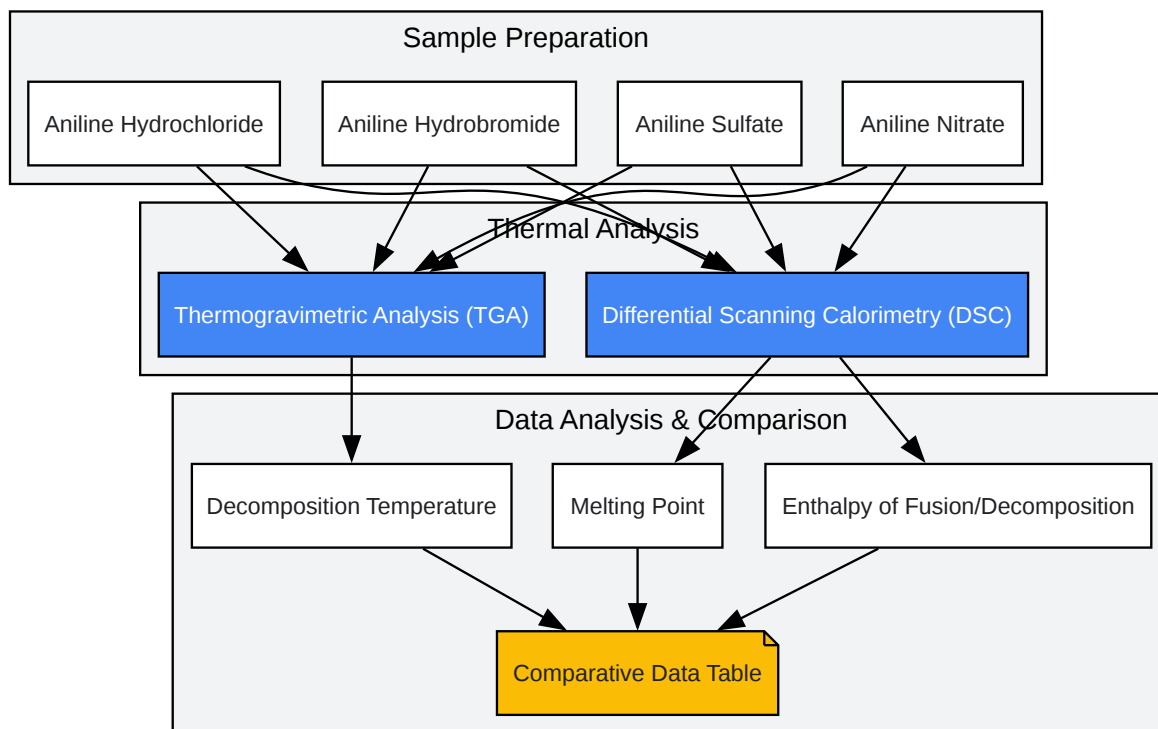 Sample Preparation
Aniline Hydrochloride
Aniline Hydrobromide
Aniline Sulfate
Aniline Nitrate
Thermal Analysis
Thermogravimetric Analysis (TGA)
Differential Scanning Calorimetry (DSC)
Data Analysis & Comparison
Decomposition Temperature
Melting Point
Enthalpy of Fusion/Decomposition
Comparative Data Table